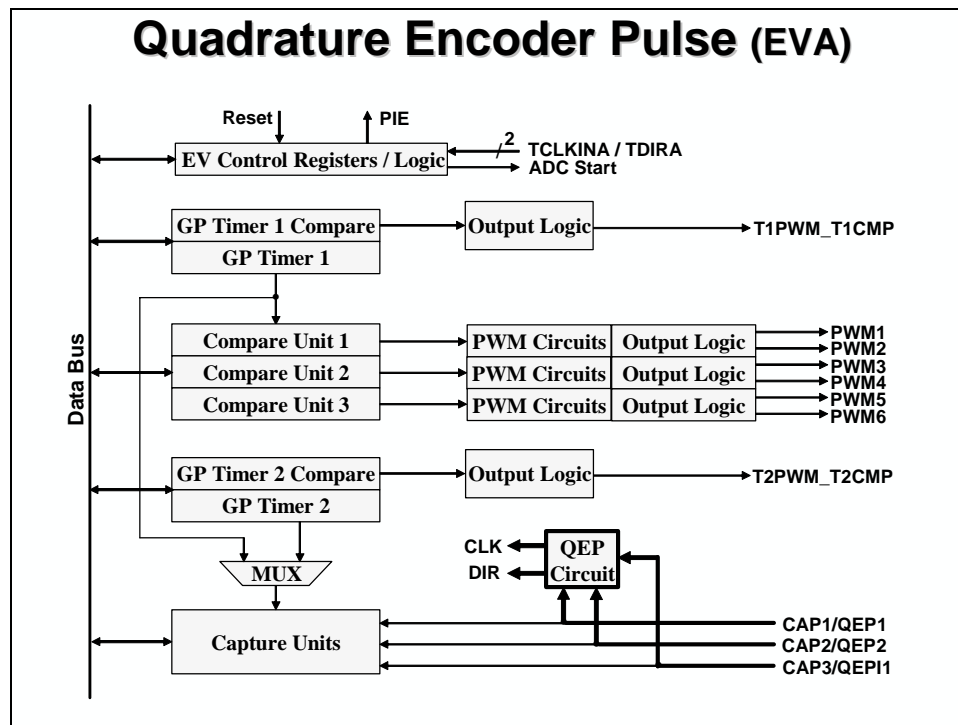 Quadrature Encoder Pulse (EVA)
Reset
PIE
2
EV Control Registers / Logic
TCLKINA / TDIRA
ADC Start
GP Timer 1 Compare
Output Logic
T1PWM_T1CMP
GP Timer 1
Data Bus
Compare Unit 1
PWM Circuits
Output Logic
PWM1
PWM2
Compare Unit 2
PWM Circuits
Output Logic
PWM3
PWM4
Compare Unit 3
PWM Circuits
Output Logic
PWM5
PWM6
GP Timer 2 Compare
Output Logic
T2PWM_T2CMP
GP Timer 2
CLK
DIR
QEP
Circuit
MUX
Capture Units
CAP1/QEP1
CAP2/QEP2
CAP3/QEPI1